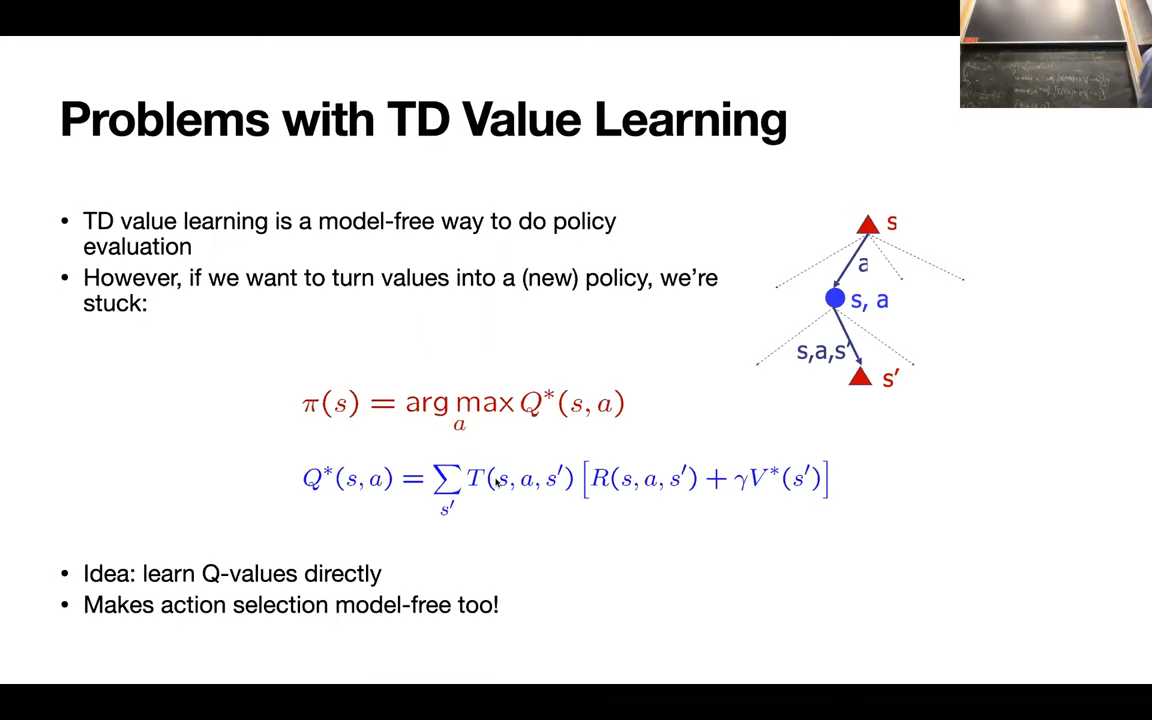 Problems with TD Value Learning
• TD value learning is a model-free way to do policy
evaluation
• However, if we want to turn values into a (new) policy, we're
stuck:
s
a
s, a
s,a,s'
s'
π(s) = arg max Q*(s, a)
a
Q*(s, a) = ∑ T(s, a, s') [R(s, a, s') + γV*(s')]
s'
• Idea: learn Q-values directly
• Makes action selection model-free too!